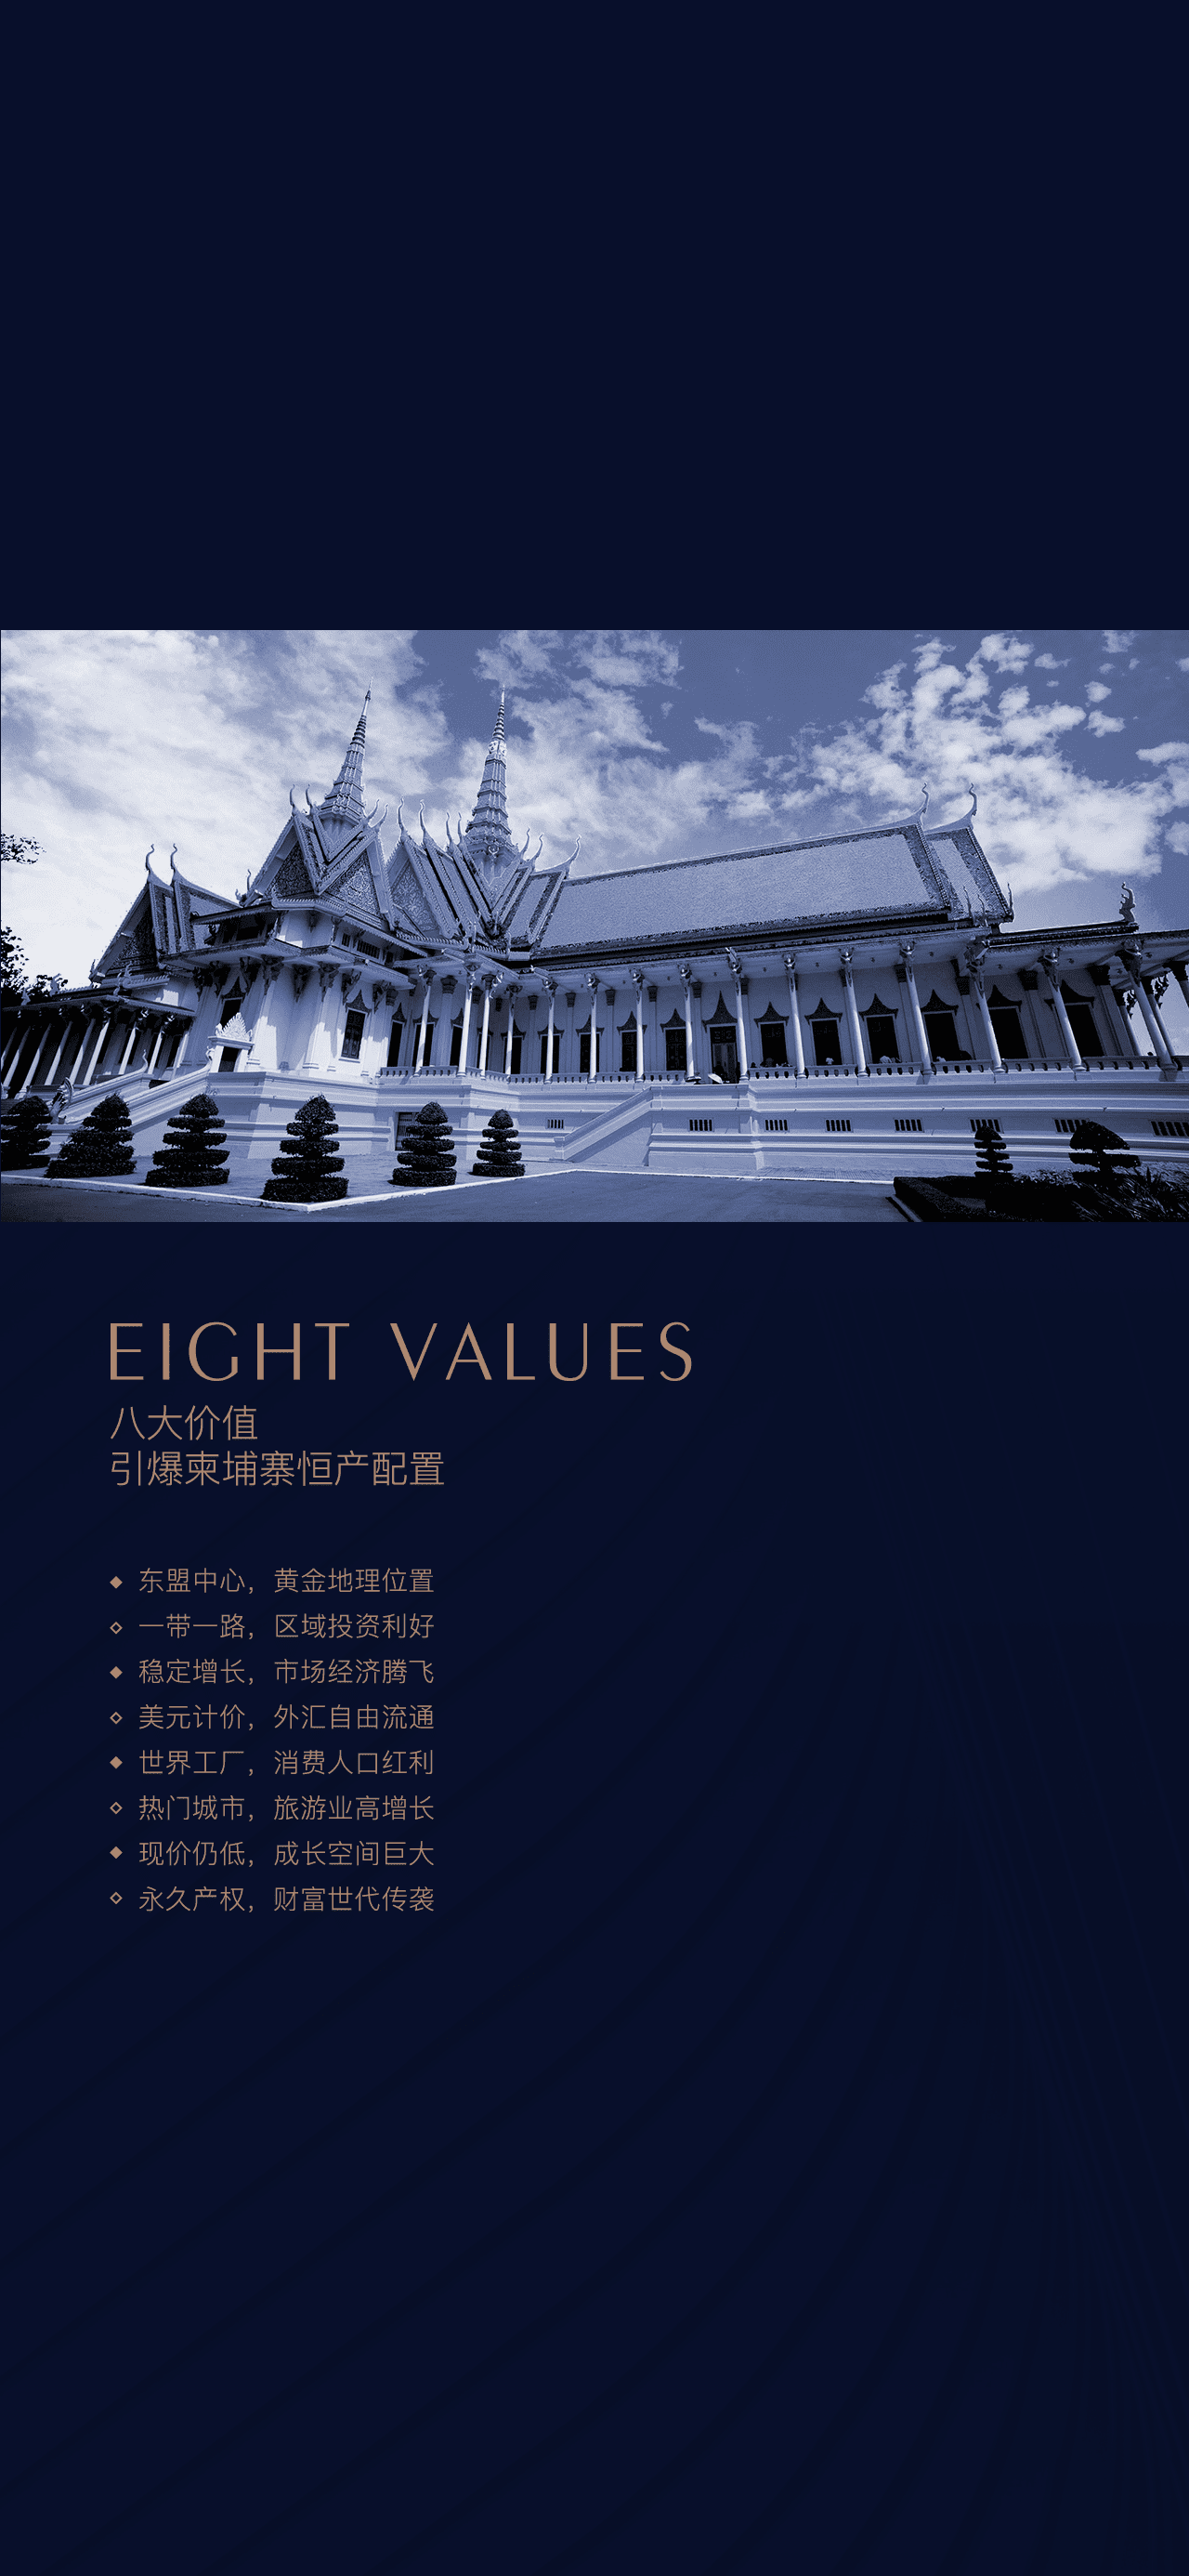 EIGHT VALUES
八大价值
引爆柬埔寨恒产配置
东盟中心，黄金地理位置
一带一路，区域投资利好
稳定增长，市场经济腾飞
美元计价，外汇自由流通
世界工厂，消费人口红利
热门城市，旅游业高增长
现价仍低，成长空间巨大
永久产权，财富世代传袭